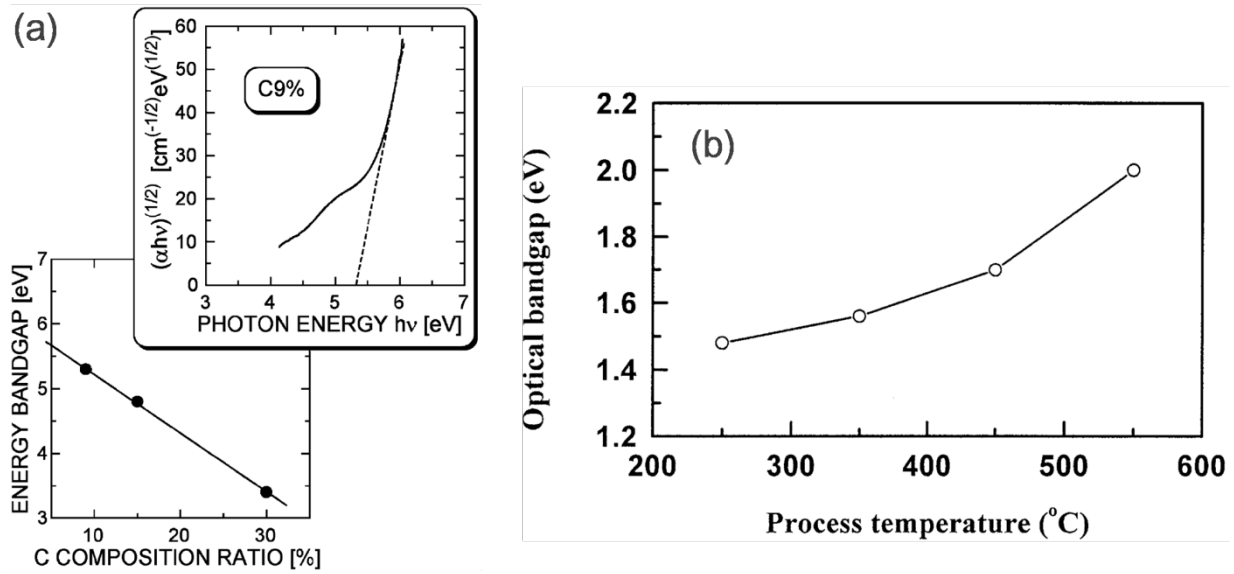 (a)
60
50
40
30
20
10
0
(αhν)^(1/2) [cm^(-1/2)eV^(1/2)]
C9%
3 4 5 6 7
PHOTON ENERGY hν [eV]
7
6
5
4
3
ENERGY BANDGAP [eV]
10 20 30
C COMPOSITION RATIO [%]
(b)
2.2
2.0
1.8
1.6
1.4
1.2
Optical bandgap (eV)
200 300 400 500 600
Process temperature (°C)